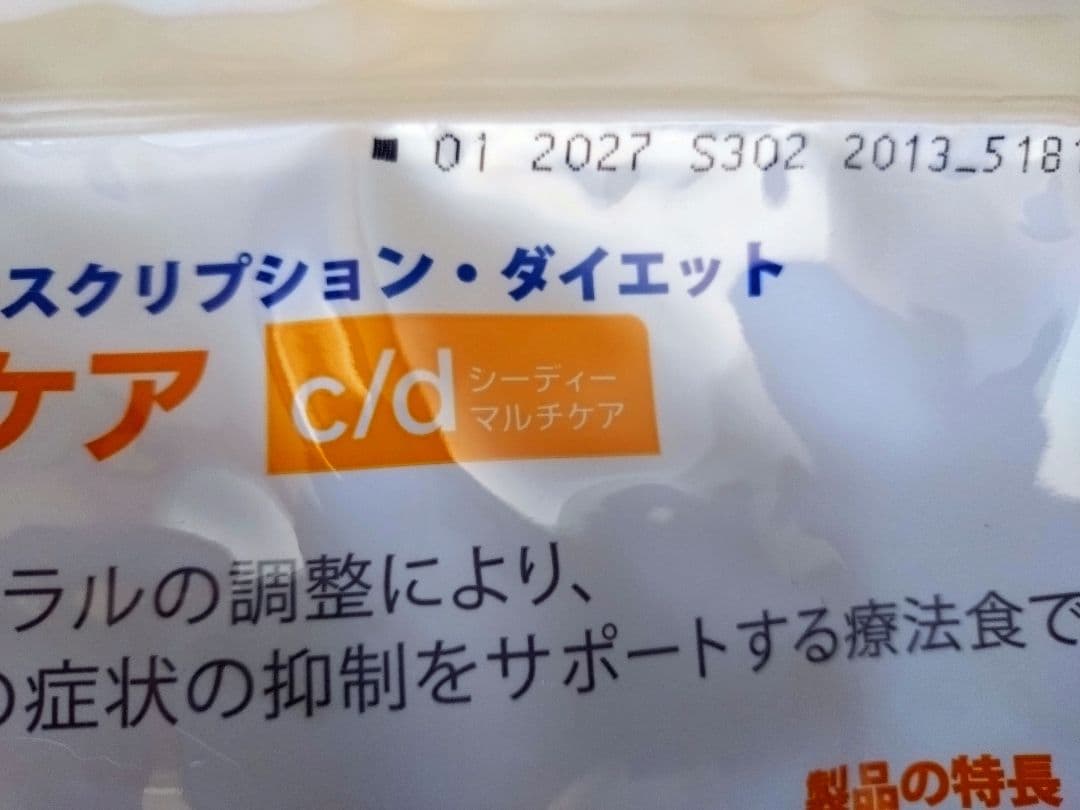 01 2027 S302 2013_5181
スクリプション・ダイエット
ケア
c/d シーディー
マルチケア
ラルの調整により、
の症状の抑制をサポートする療法食で
製品の特長